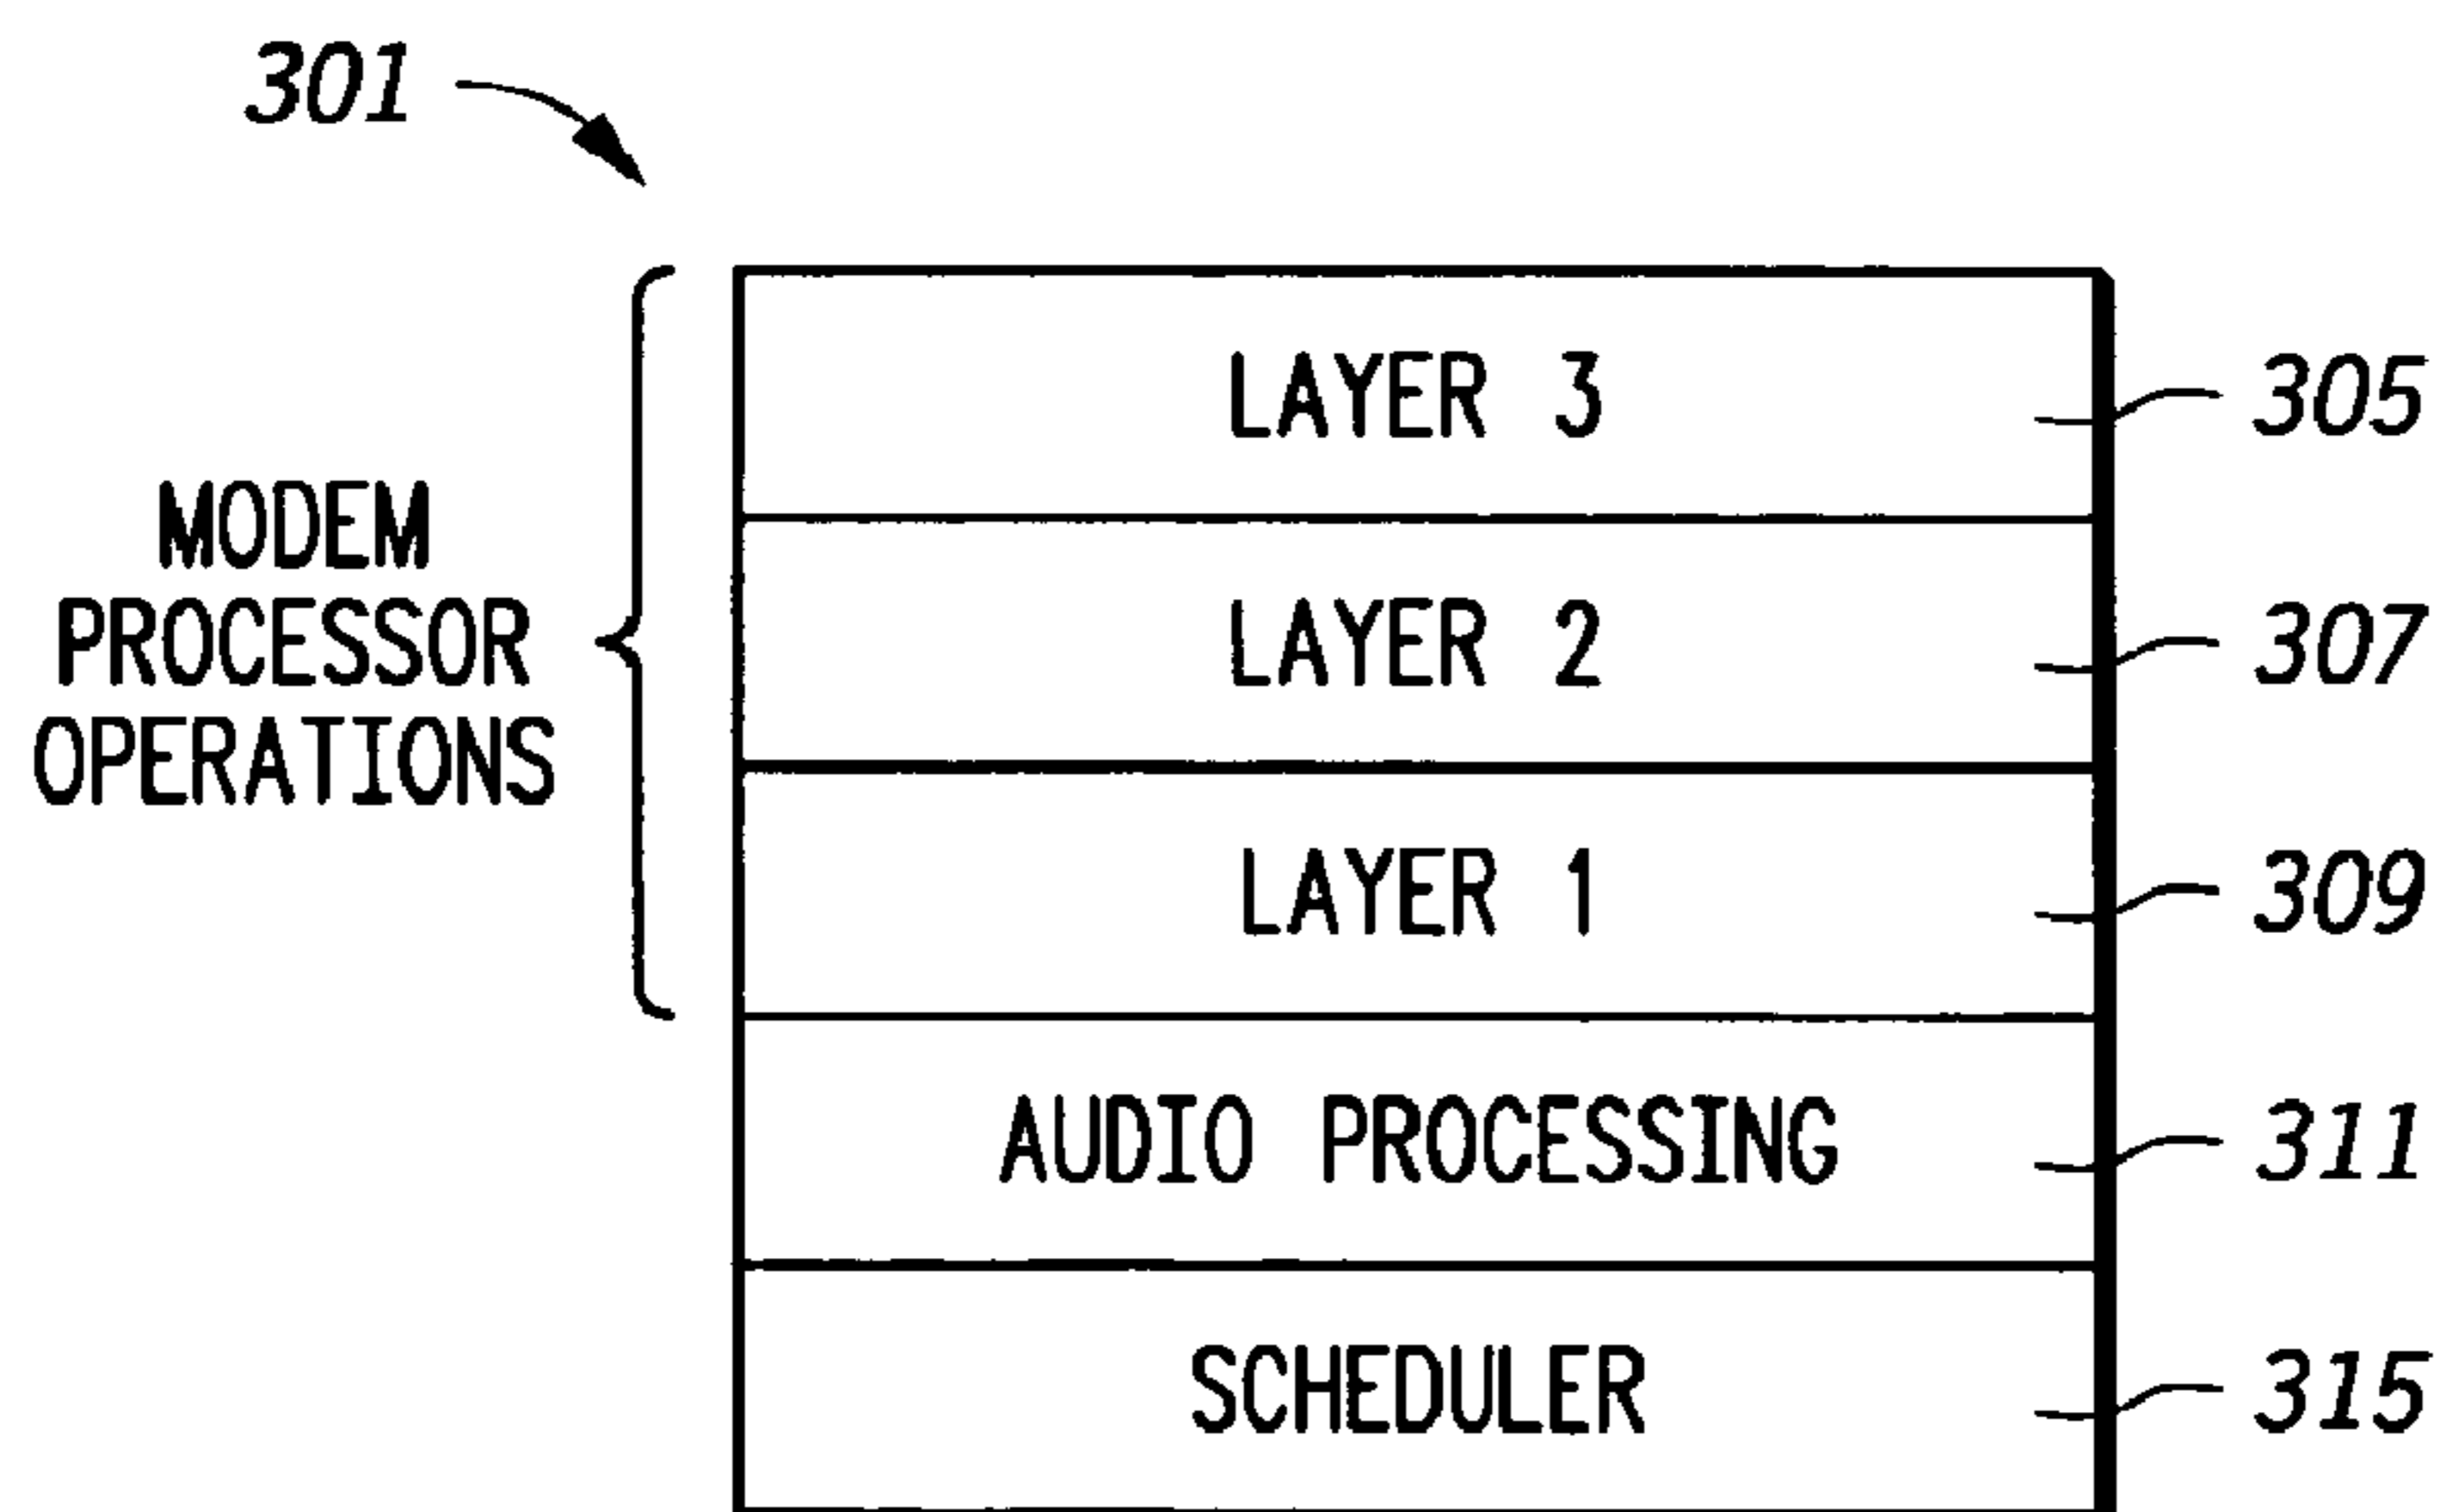 301
LAYER 3
305
MODEM
PROCESSOR
OPERATIONS
LAYER 2
307
LAYER 1
309
AUDIO PROCESSING
311
SCHEDULER
315